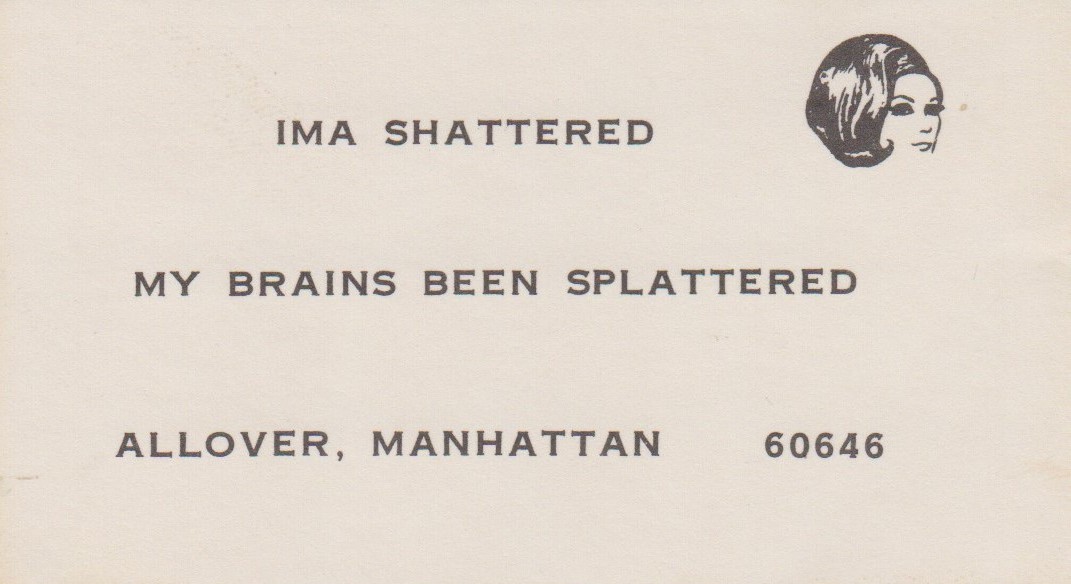 IMA SHATTERED
MY BRAINS BEEN SPLATTERED
ALLOVER, MANHATTAN 60646